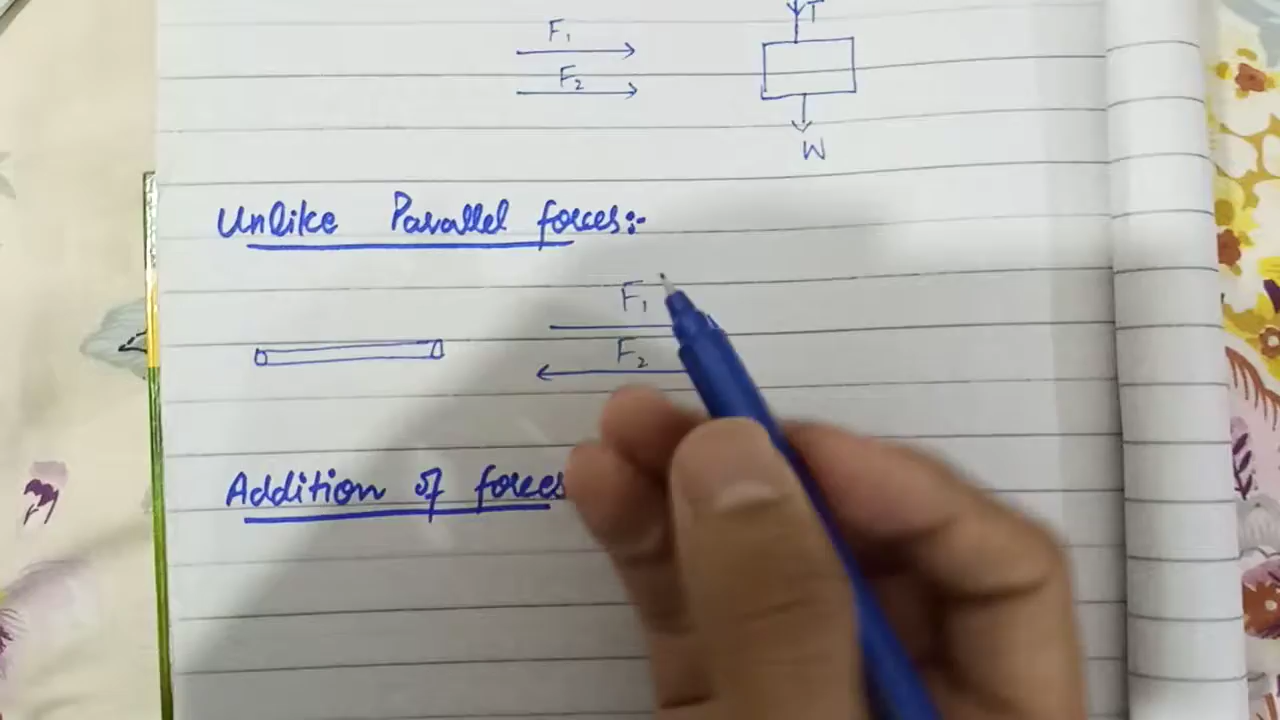 F₁
T
F₂
W
Unlike Parallel forces:-
F₁
F₂
Addition of forces